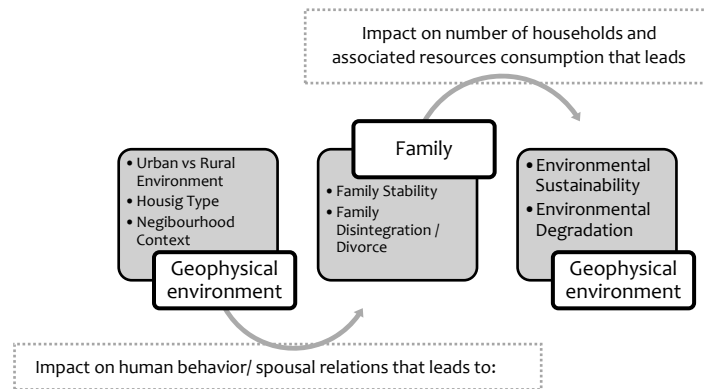 Impact on number of households and
associated resources consumption that leads
• Urban vs Rural
Environment
• Housig Type
• Negibourhood
Context
Geophysical
environment
Family
• Family Stability
• Family
Disintegration /
Divorce
• Environmental
Sustainability
• Environmental
Degradation
Geophysical
environment
Impact on human behavior/ spousal relations that leads to: